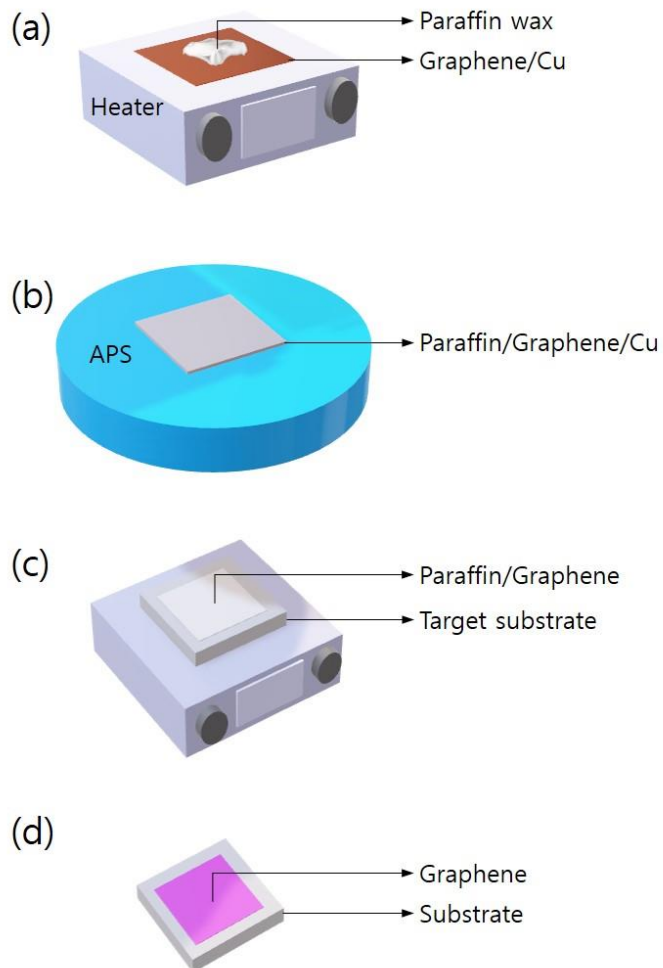 (a)
Paraffin wax
Graphene/Cu
Heater
(b)
APS
Paraffin/Graphene/Cu
(c)
Paraffin/Graphene
Target substrate
(d)
Graphene
Substrate